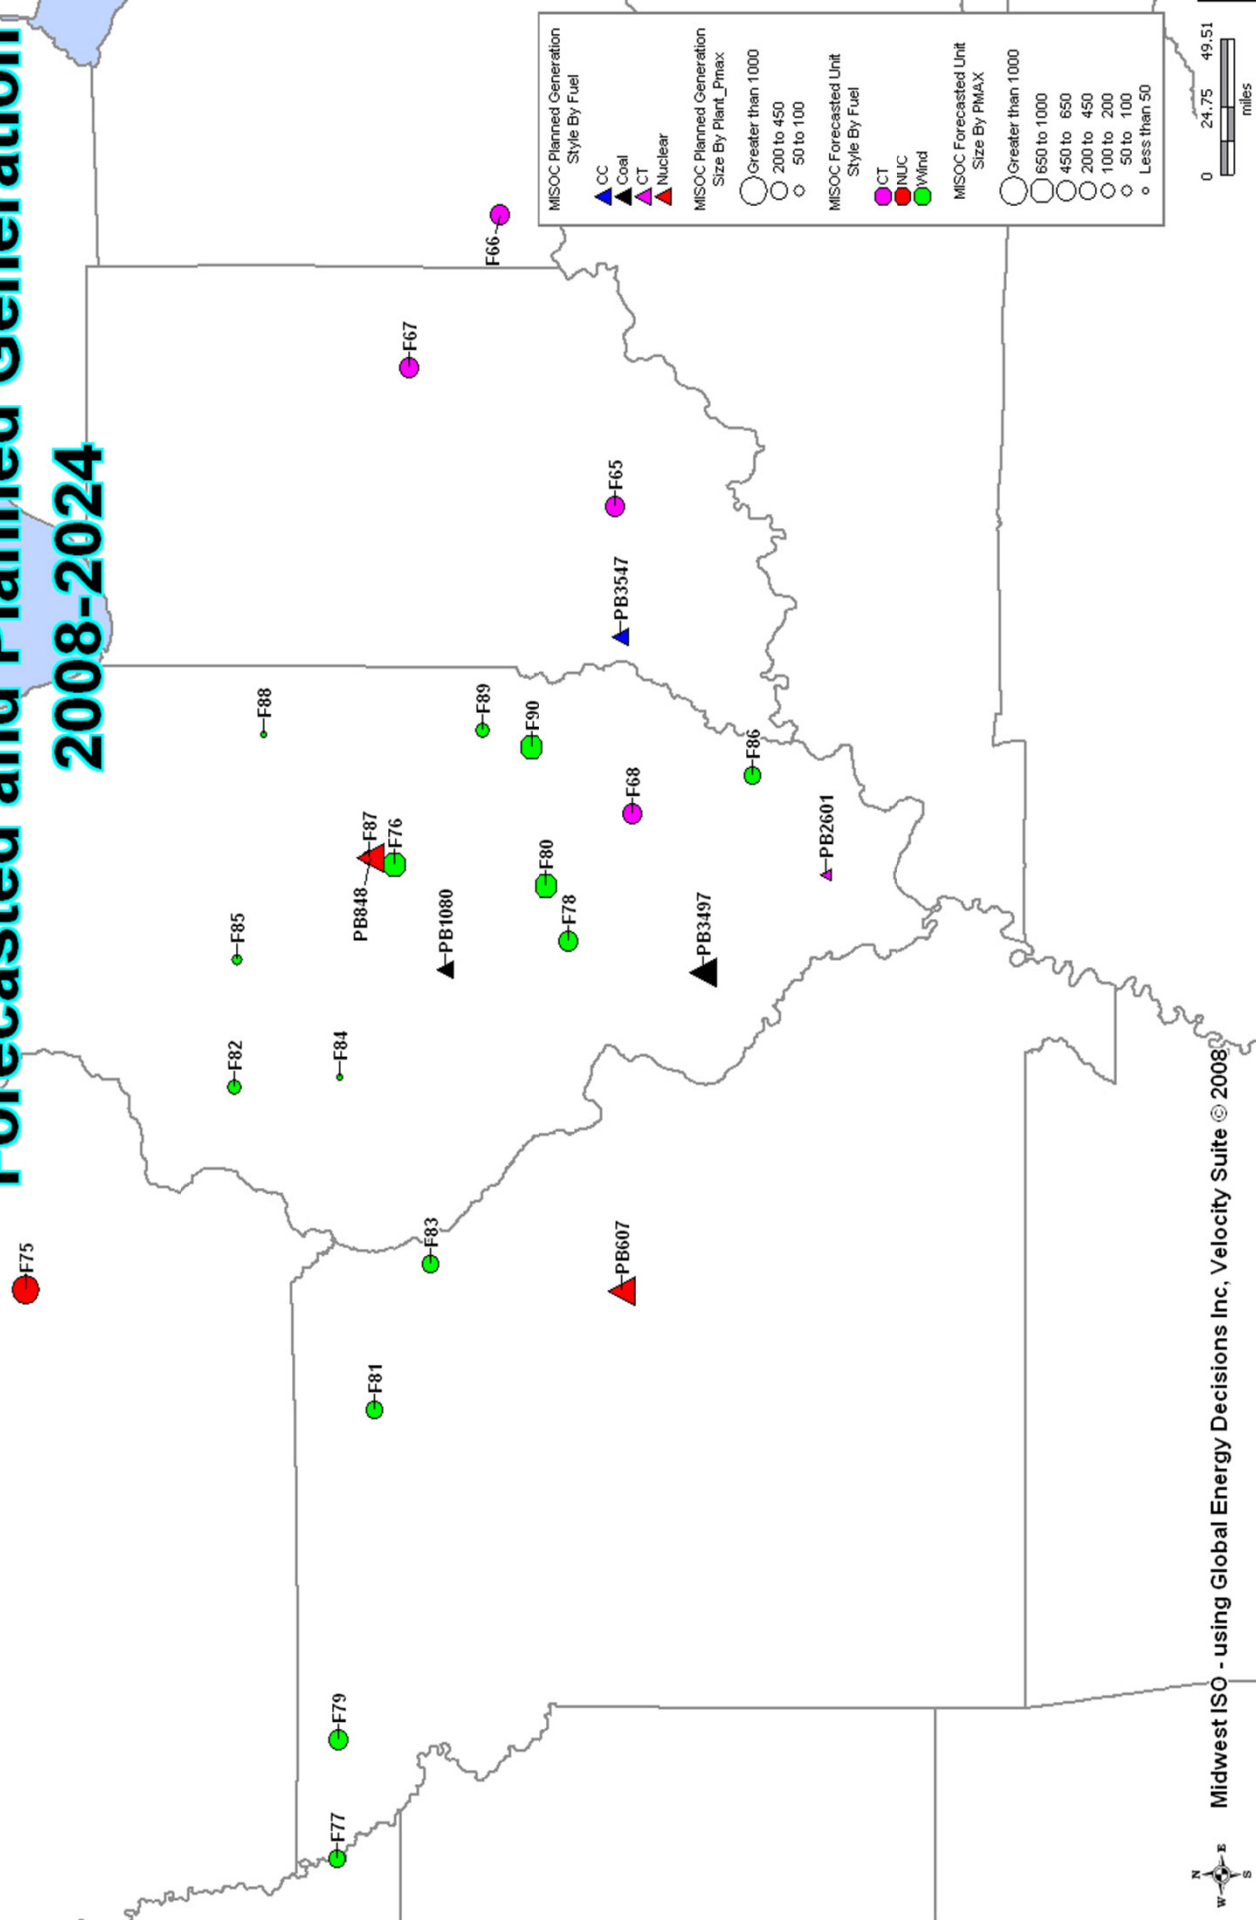 Forecasted and Planned Generation
2008-2024
F75
F82
F85
F88
F84
F77
F79
F81
F83
PB848
F87
F76
PB1080
F89
F90
F80
F78
F67
F66
F68
PB607
PB3547
F65
PB3497
F86
PB2601
MISOC Planned Generation
Style By Fuel
CC
Coal
CT
Nuclear
MISOC Planned Generation
Size By Plant_Pmax
Greater than 1000
200 to 450
50 to 100
MISOC Forecasted Unit
Style By Fuel
CT
NUC
Wind
MISOC Forecasted Unit
Size By PMAX
Greater than 1000
650 to 1000
450 to 650
200 to 450
100 to 200
50 to 100
Less than 50
0 24.75 49.51
miles
N
W E
S
Midwest ISO - using Global Energy Decisions Inc, Velocity Suite © 2008